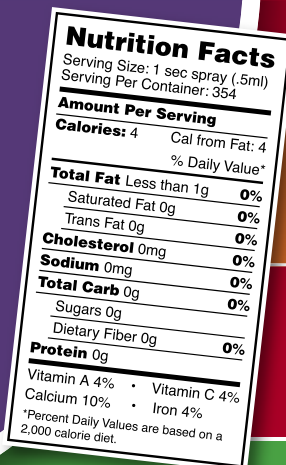 Nutrition Facts
Serving Size: 1 sec spray (.5ml)
Serving Per Container: 354
Amount Per Serving
Calories: 4 Cal from Fat: 4
% Daily Value*
Total Fat Less than 1g 0%
Saturated Fat 0g 0%
Trans Fat 0g 0%
Cholesterol 0mg 0%
Sodium 0mg 0%
Total Carb 0g 0%
Sugars 0g
Dietary Fiber 0g 0%
Protein 0g
Vitamin A 4% • Vitamin C 4%
Calcium 10% • Iron 4%
*Percent Daily Values are based on a
2,000 calorie diet.